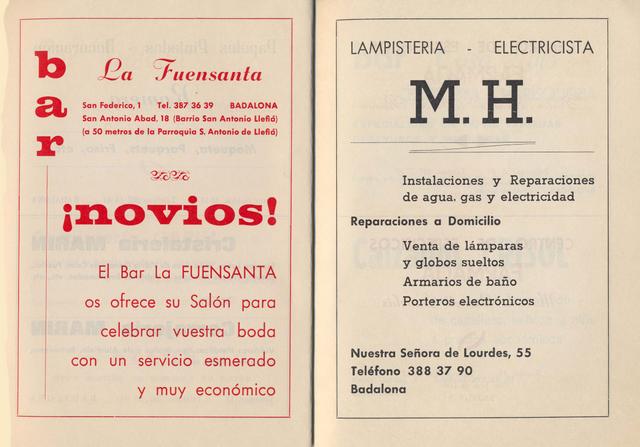 bar
La Fuensanta
San Federico, 1 Tel. 387 36 39 BADALONA
San Antonio Abad, 18 (Barrio San Antonio Llefiá)
(a 50 metros de la Parroquia S. Antonio de Llefiá)
¡novios!
El Bar La FUENSANTA
os ofrece su Salón para
celebrar vuestra boda
con un servicio esmerado
y muy económico
LAMPISTERIA - ELECTRICISTA
M. H.
Instalaciones y Reparaciones
de agua, gas y electricidad
Reparaciones a Domicilio
Venta de lámparas
y globos sueltos
Armarios de baño
Porteros electrónicos
Nuestra Señora de Lourdes, 55
Teléfono 388 37 90
Badalona